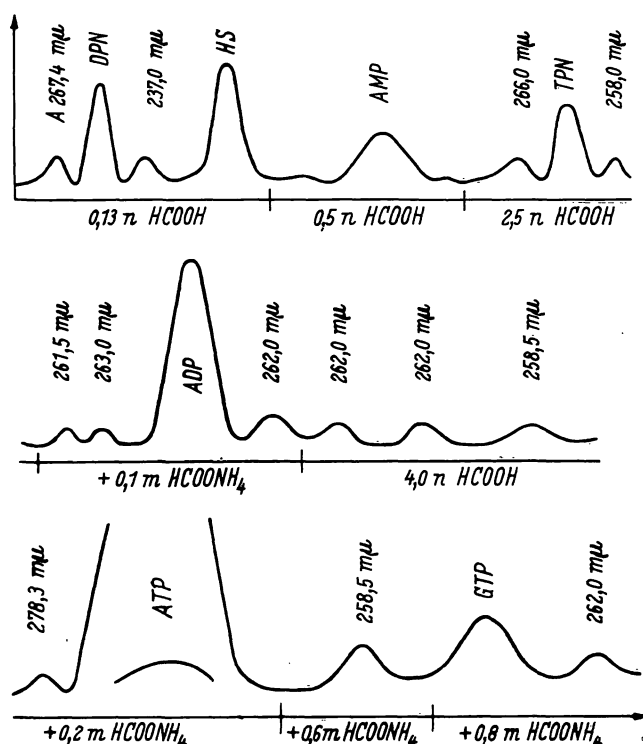 A 267,4 mμ
DPN
237,0 mμ
HS
AMP
266,0 mμ
TPN
258,0 mμ
0,13 n HCOOH
0,5 n HCOOH
2,5 n HCOOH
261,5 mμ
263,0 mμ
ADP
262,0 mμ
262,0 mμ
262,0 mμ
258,5 mμ
+ 0,1 m HCOONH₄
4,0 n HCOOH
278,3 mμ
ATP
258,5 mμ
GTP
262,0 mμ
+ 0,2 m HCOONH₄
+ 0,6 m HCOONH₄
+ 0,8 m HCOONH₄